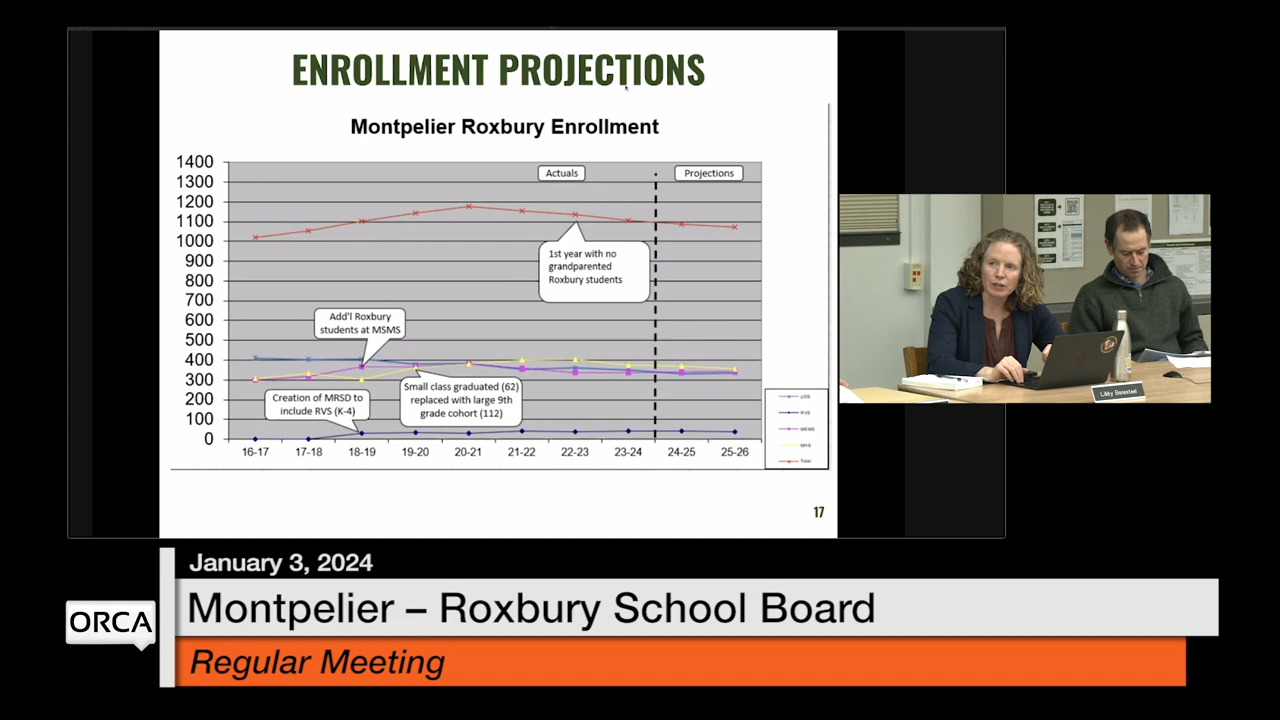 ENROLLMENT PROJECTIONS
Montpelier Roxbury Enrollment
1400
1300
1200
1100
1000
900
800
700
600
500
400
300
200
100
0
Actuals
Projections
1st year with no
grandparented
Roxbury students
Add'l Roxbury
students at MSMS
Small class graduated (62)
replaced with large 9th
grade cohort (112)
Creation of MRSD to
include RVS (K-4)
16-17
17-18
18-19
19-20
20-21
21-22
22-23
23-24
24-25
25-26
RVS
MSMS
MHS
Total
17
January 3, 2024
ORCA
Montpelier – Roxbury School Board
Regular Meeting